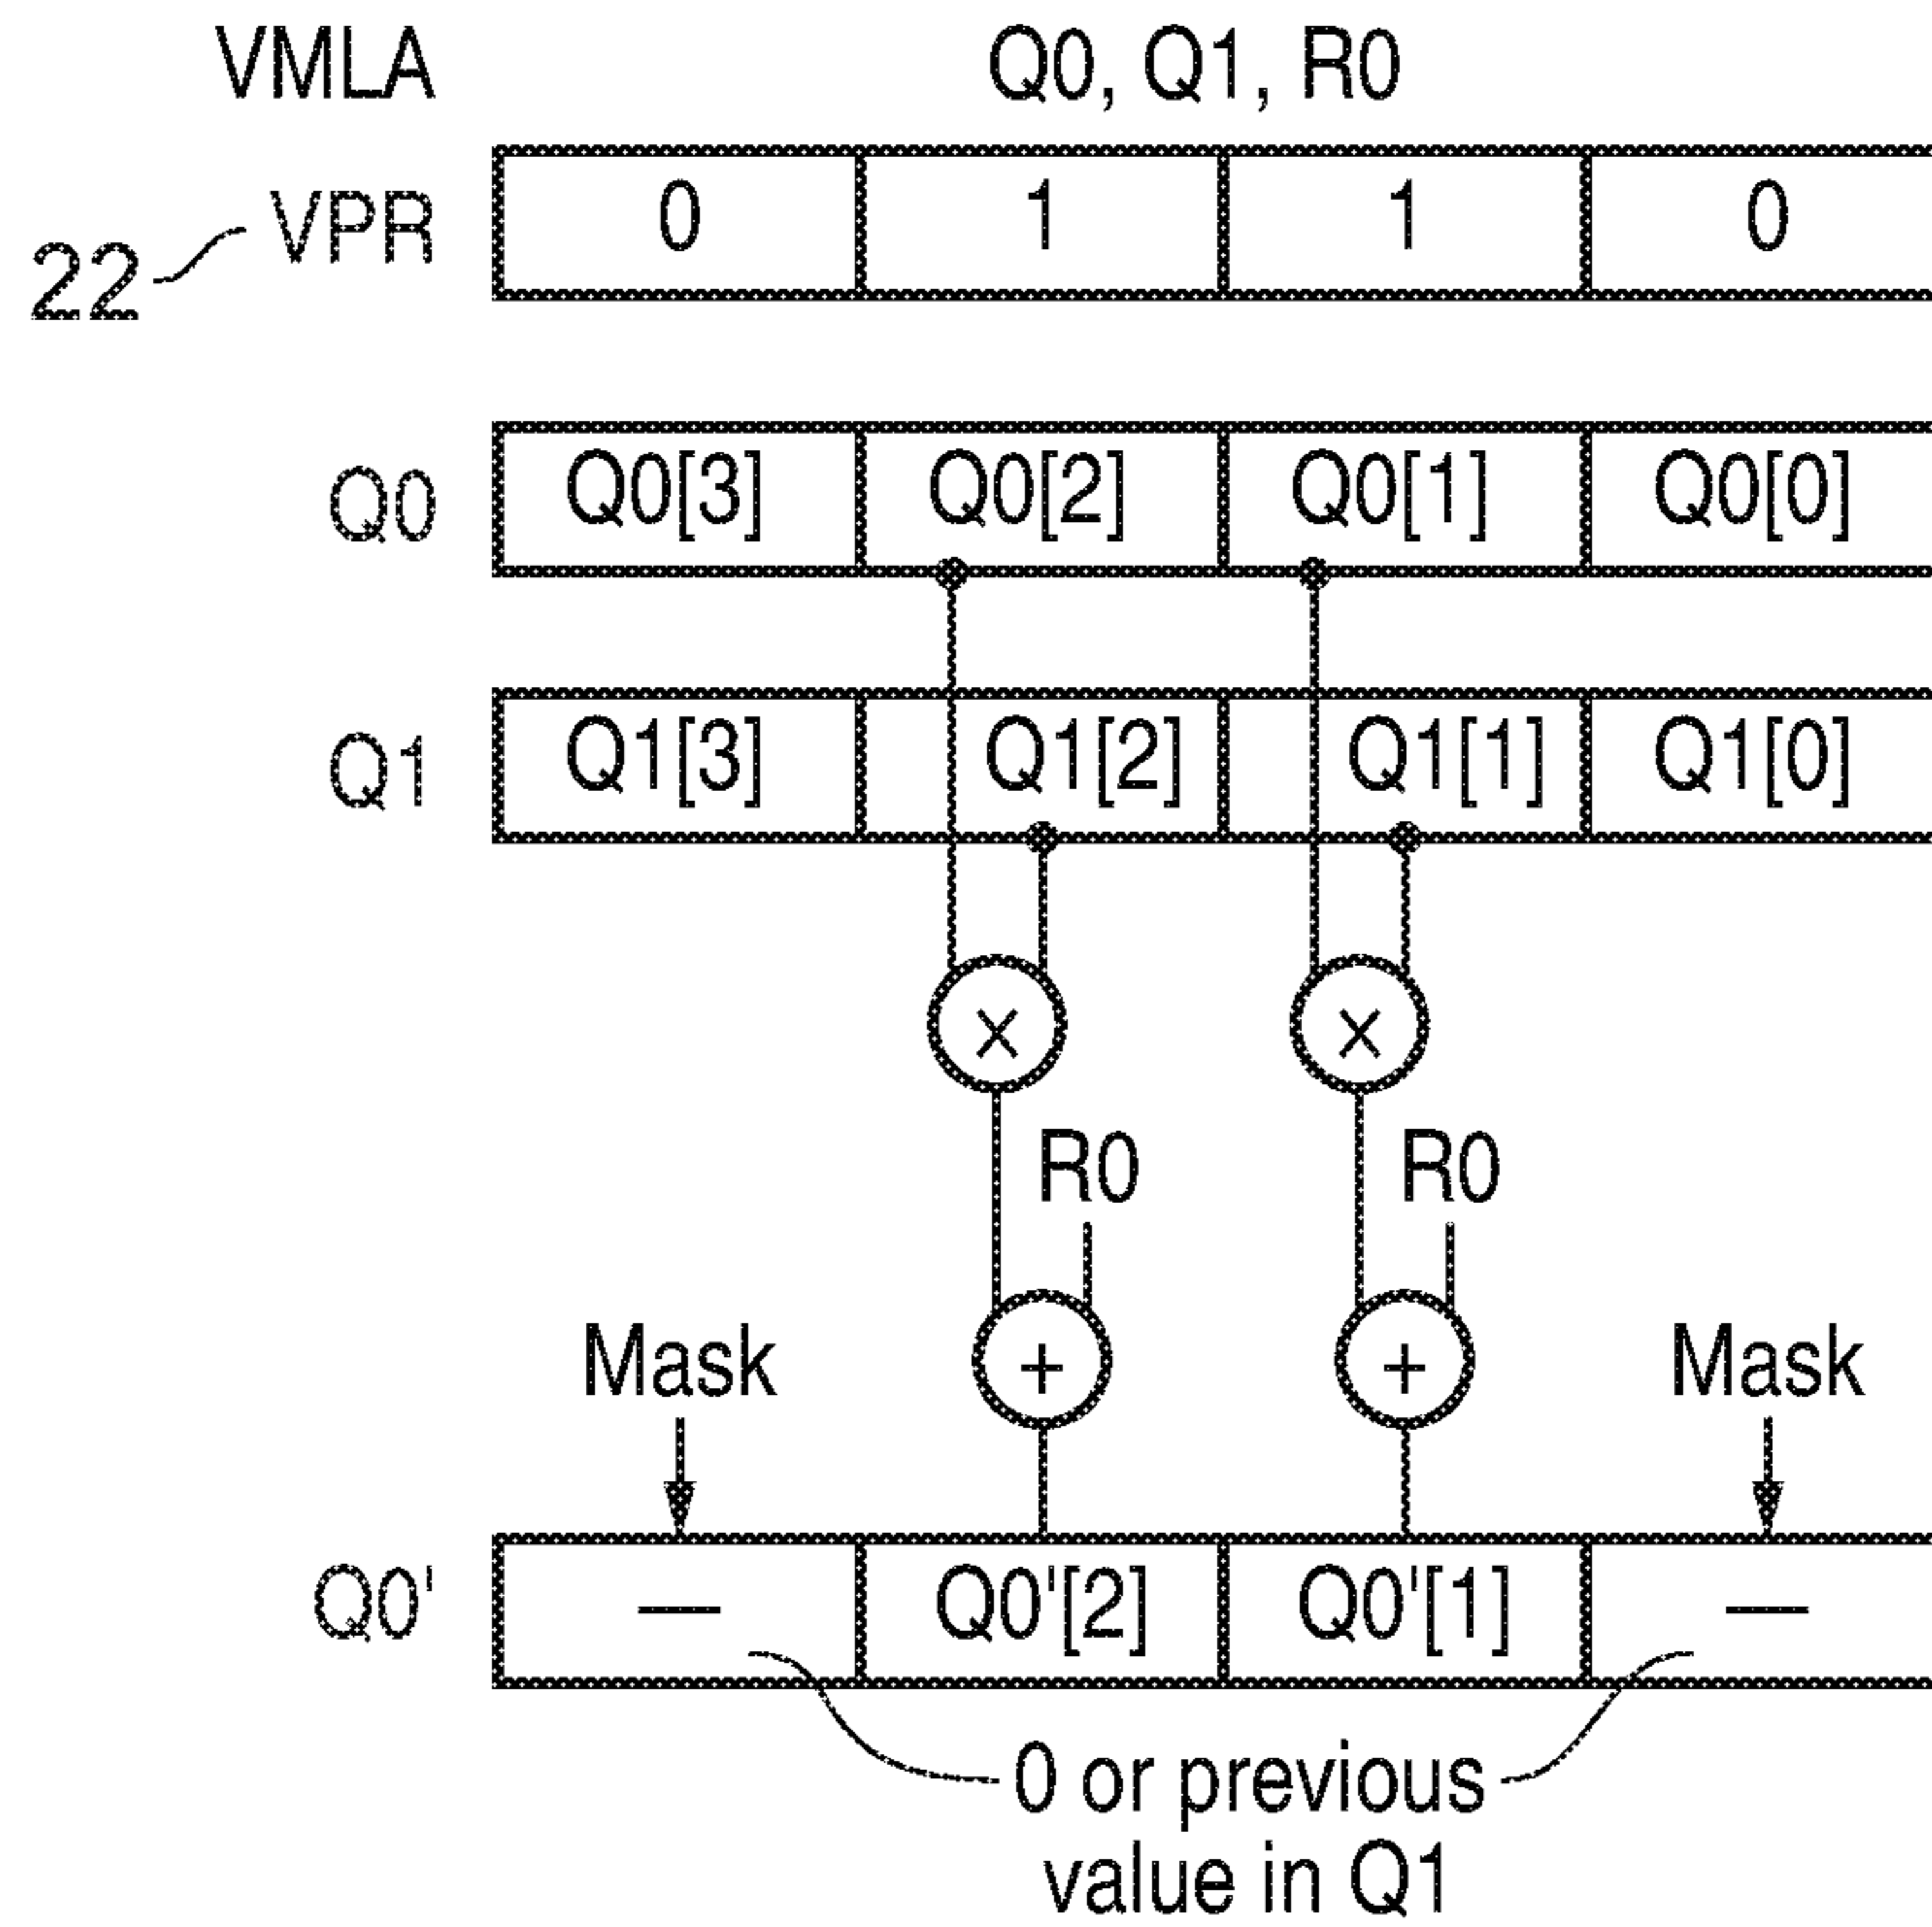 VMLA Q0, Q1, R0
22 VPR 0 1 1 0
Q0 Q0[3] Q0[2] Q0[1] Q0[0]
Q1 Q1[3] Q1[2] Q1[1] Q1[0]
× ×
R0 R0
Mask + + Mask
Q0' — Q0'[2] Q0'[1] —
0 or previous
value in Q1